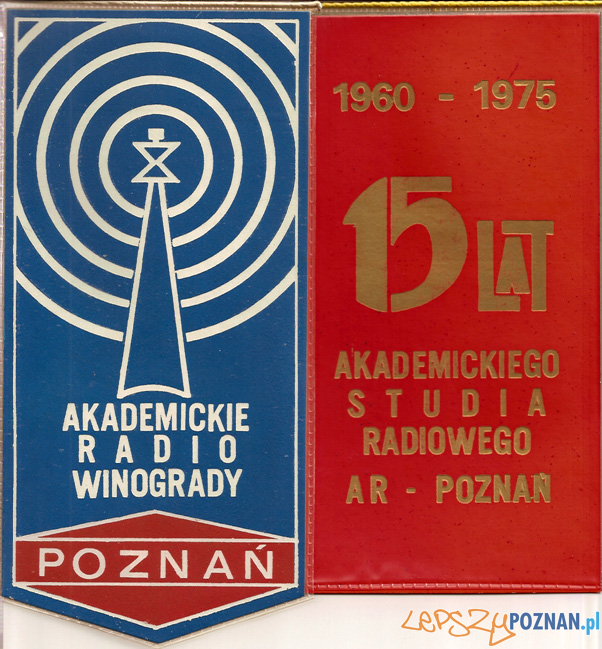 AKADEMICKIE
RADIO
WINOGRADY
POZNAŃ
1960 - 1975
15 LAT
AKADEMICKIEGO
STUDIA
RADIOWEGO
AR - POZNAŃ
LEPSZYPOZNAN.pl